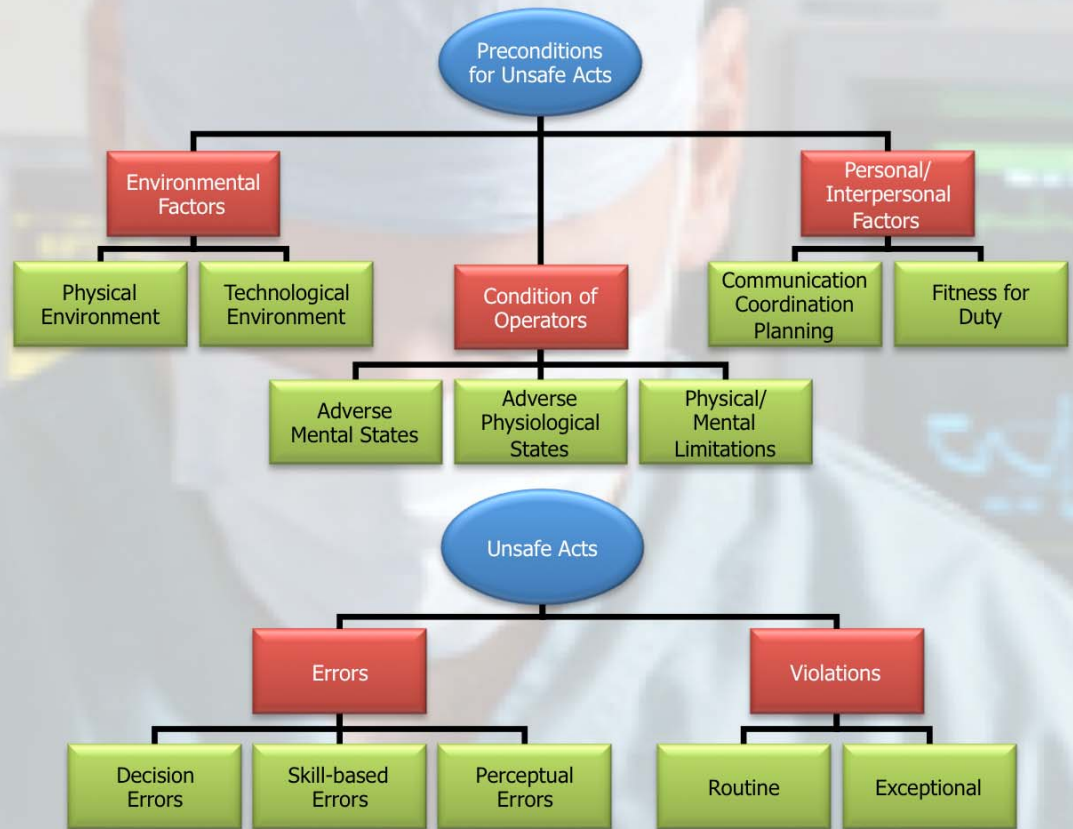 Preconditions
for Unsafe Acts
Environmental
Factors
Personal/
Interpersonal
Factors
Physical
Environment
Technological
Environment
Condition of
Operators
Communication
Coordination
Planning
Fitness for
Duty
Adverse
Mental States
Adverse
Physiological
States
Physical/
Mental
Limitations
Unsafe Acts
Errors
Violations
Decision
Errors
Skill-based
Errors
Perceptual
Errors
Routine
Exceptional